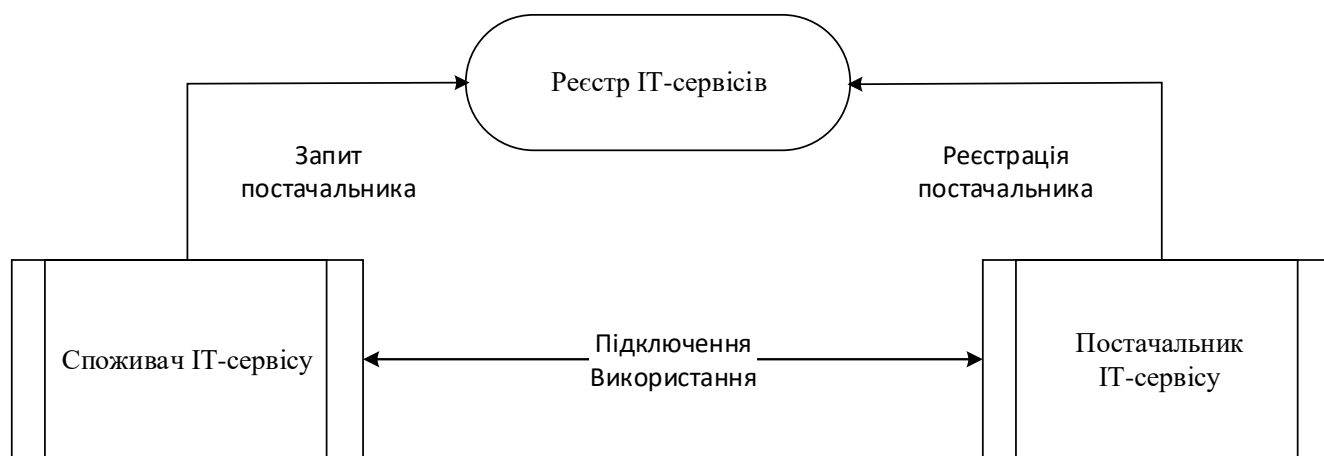 Реєстр ІТ-сервісів
Запит
постачальника
Реєстрація
постачальника
Споживач ІТ-сервісу
Підключення
Використання
Постачальник
ІТ-сервісу